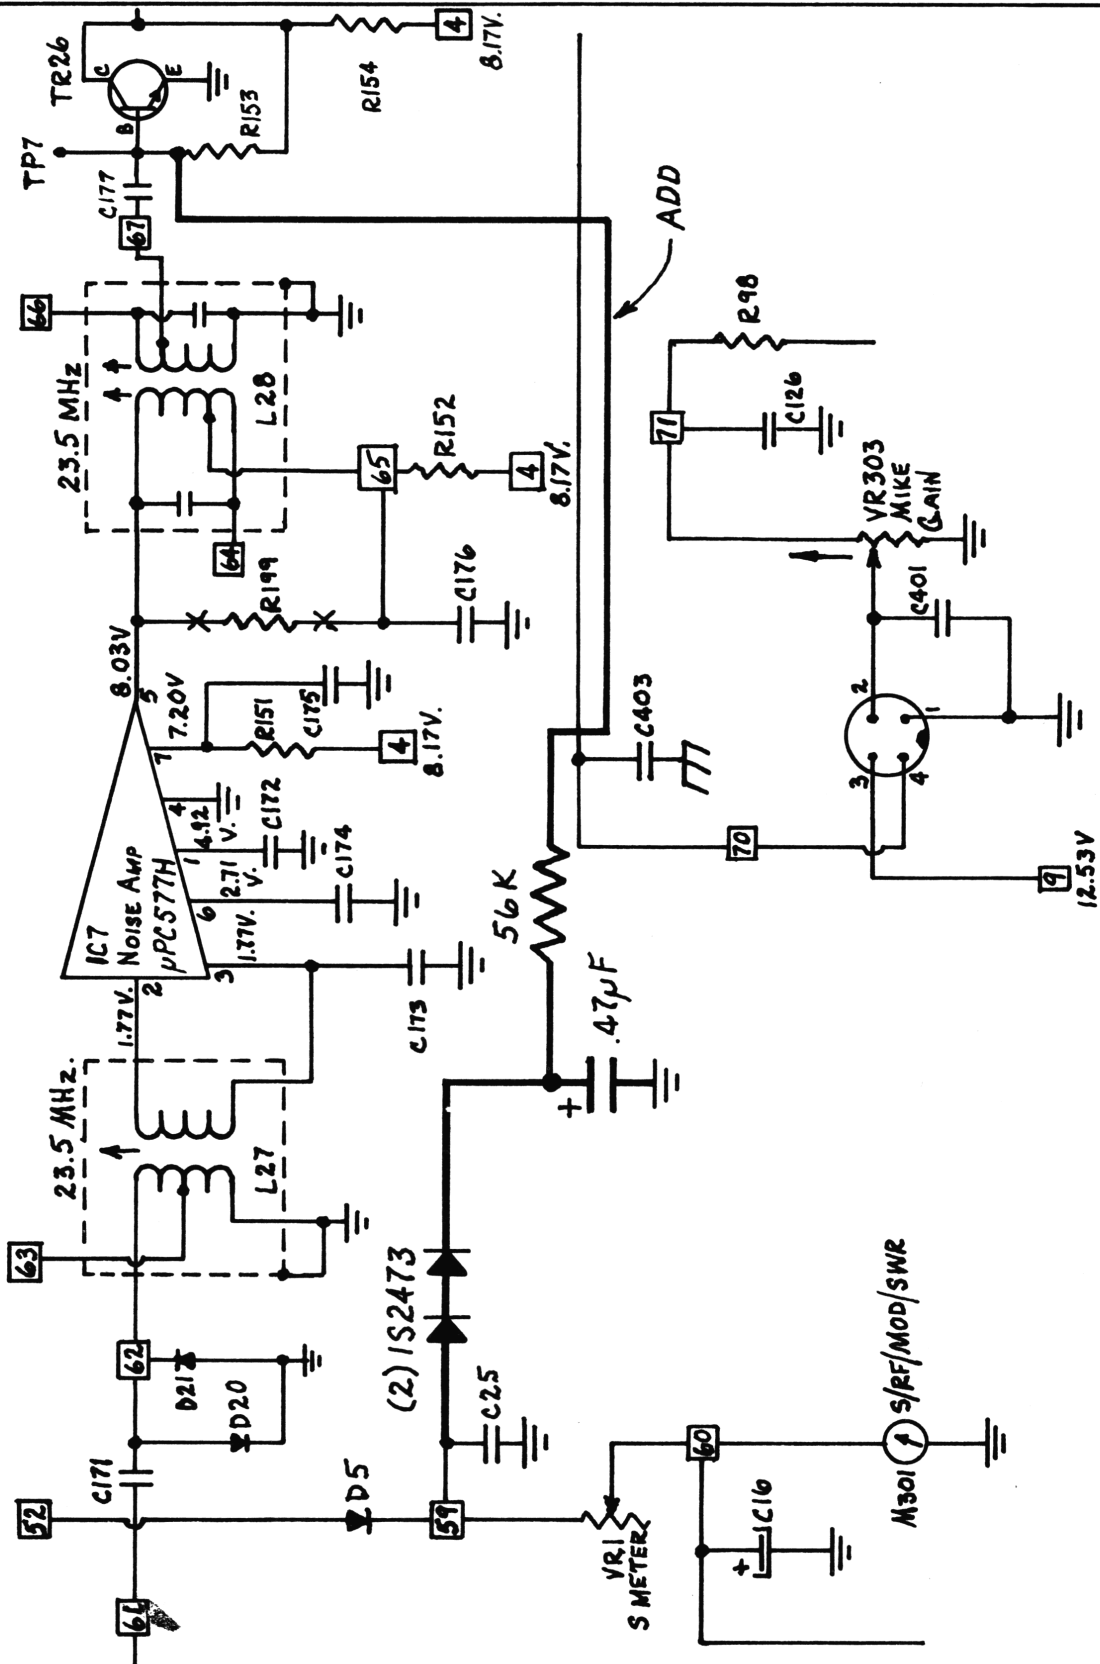 61
C171
52
D21
D20
62
63
23.5 MHz.
L27
1.77V.
2
IC7
NOISE AMP
μPC577H
3
1.77V.
6
2.71
V.
1
4.92
V.
4
7
7.20V
5
8.03V
C173
C174
C172
R151
C175
4
8.17V.
R199
C176
64
65
R152
4
8.17V.
23.5 MHz
L28
66
67
C177
TP7
TR26
B
C
E
R153
R154
4
8.17V.
D5
59
VR1
S METER
C25
(2) 1S2473
+
.47μF
56K
ADD
C403
70
60
+
C16
M301
S/RF/MOD/SWR
9
12.53V
3
4
2
1
C401
VR303
MIKE
GAIN
71
C126
R98